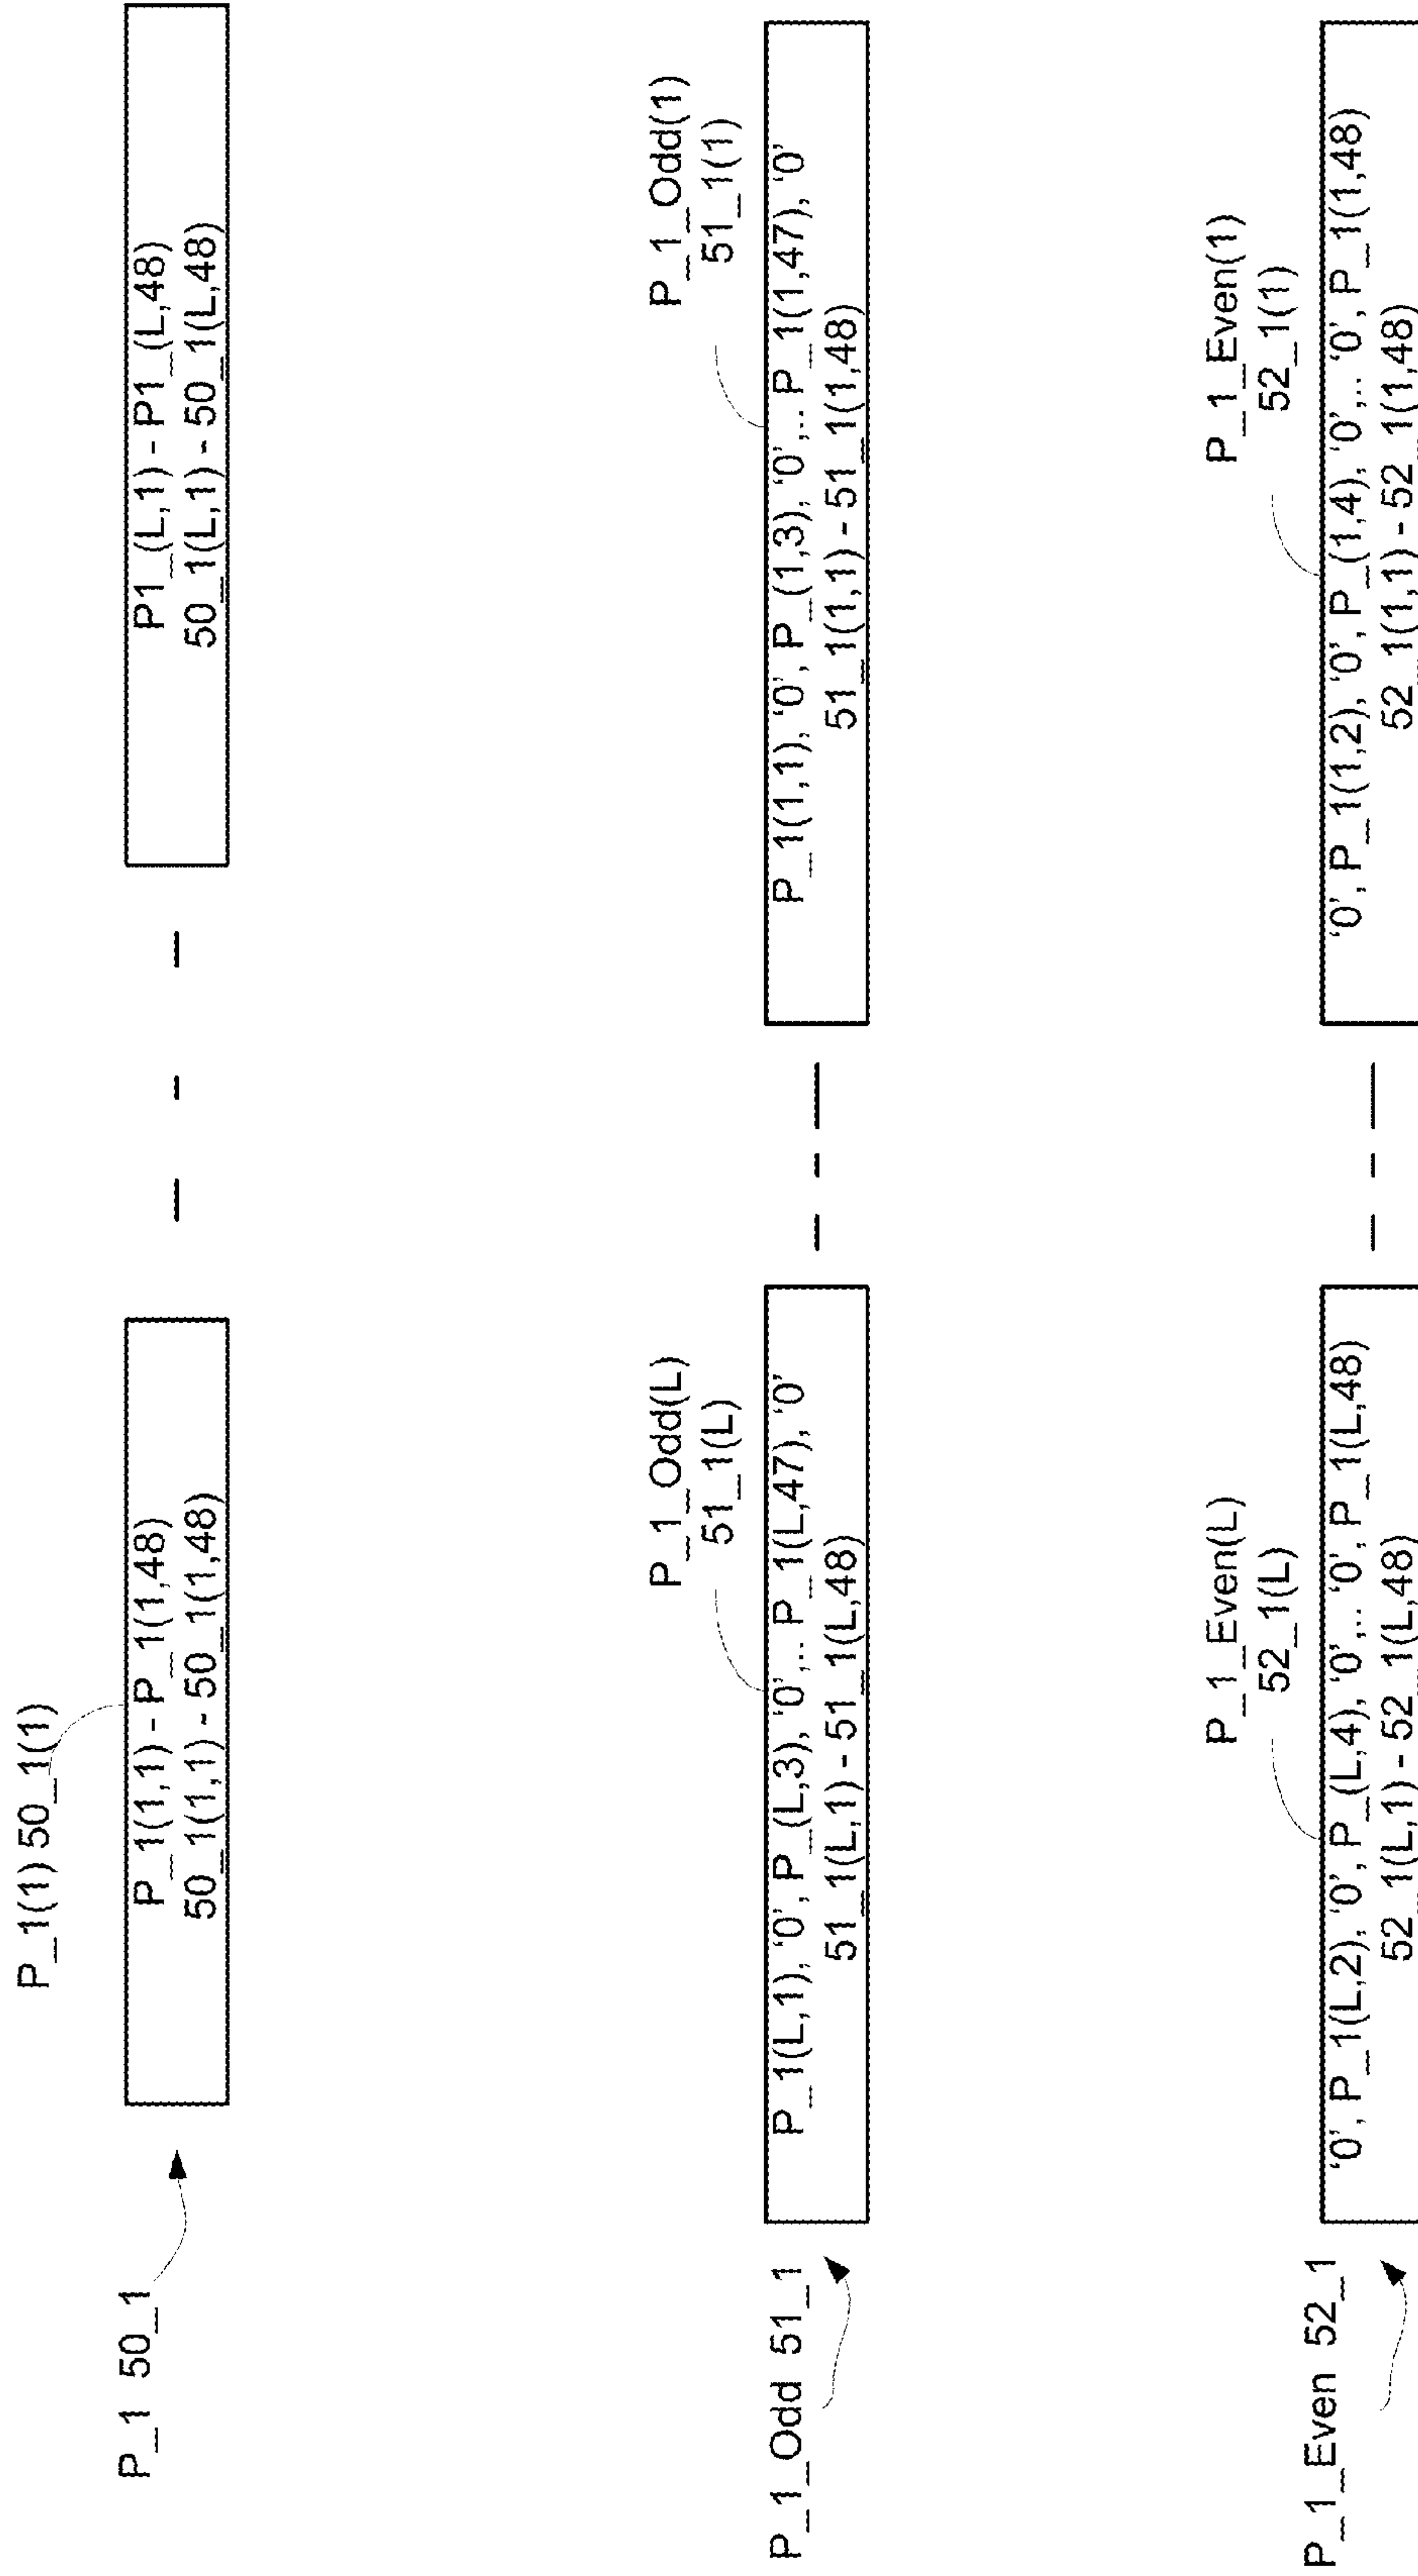 P_1(1) 50_1(1)
P_1 50_1
P_1(1,1) - P_1(1,48)
50_1(1,1) - 50_1(1,48)
P1_(L,1) - P1_(L,48)
50_1(L,1) - 50_1(L,48)
P_1_Odd(L)
51_1(L)
P_1_Odd(1)
51_1(1)
P_1_Odd 51_1
P_1(L,1), '0', P_(L,3), '0',.. P_1(L,47), '0'
51_1(L,1) - 51_1(L,48)
P_1(1,1), '0', P_(1,3), '0',.. P_1(1,47), '0'
51_1(1,1) - 51_1(1,48)
P_1_Even(L)
52_1(L)
P_1_Even(1)
52_1(1)
P_1_Even 52_1
'0', P_1(L,2), '0', P_(L,4), '0',.. '0', P_1(L,48)
52_1(L,1) - 52_1(L,48)
'0', P_1(1,2), '0', P_(1,4), '0',.. '0', P_1(1,48)
52_1(1,1) - 52_1(1,48)